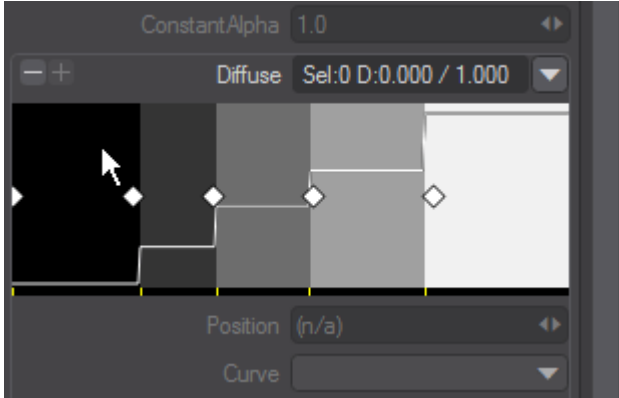 ConstantAlpha 1.0
Diffuse Sel:0 D:0.000 / 1.000
Position (n/a)
Curve